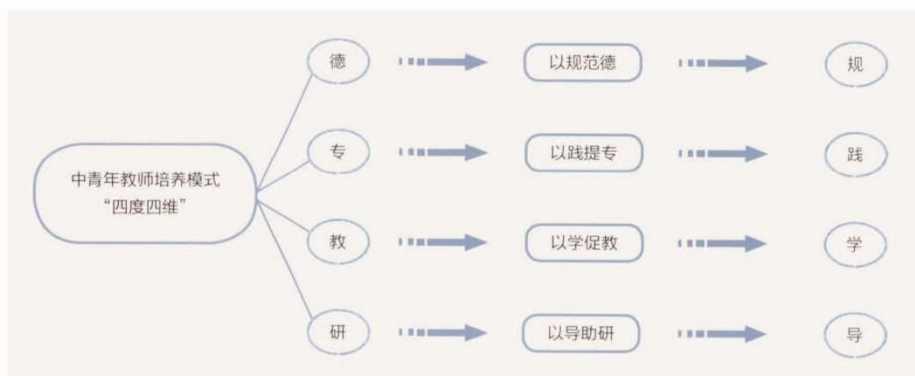 中青年教师培养模式
“四度四维”
德
以规范德
规
专
以践提专
践
教
以学促教
学
研
以导助研
导